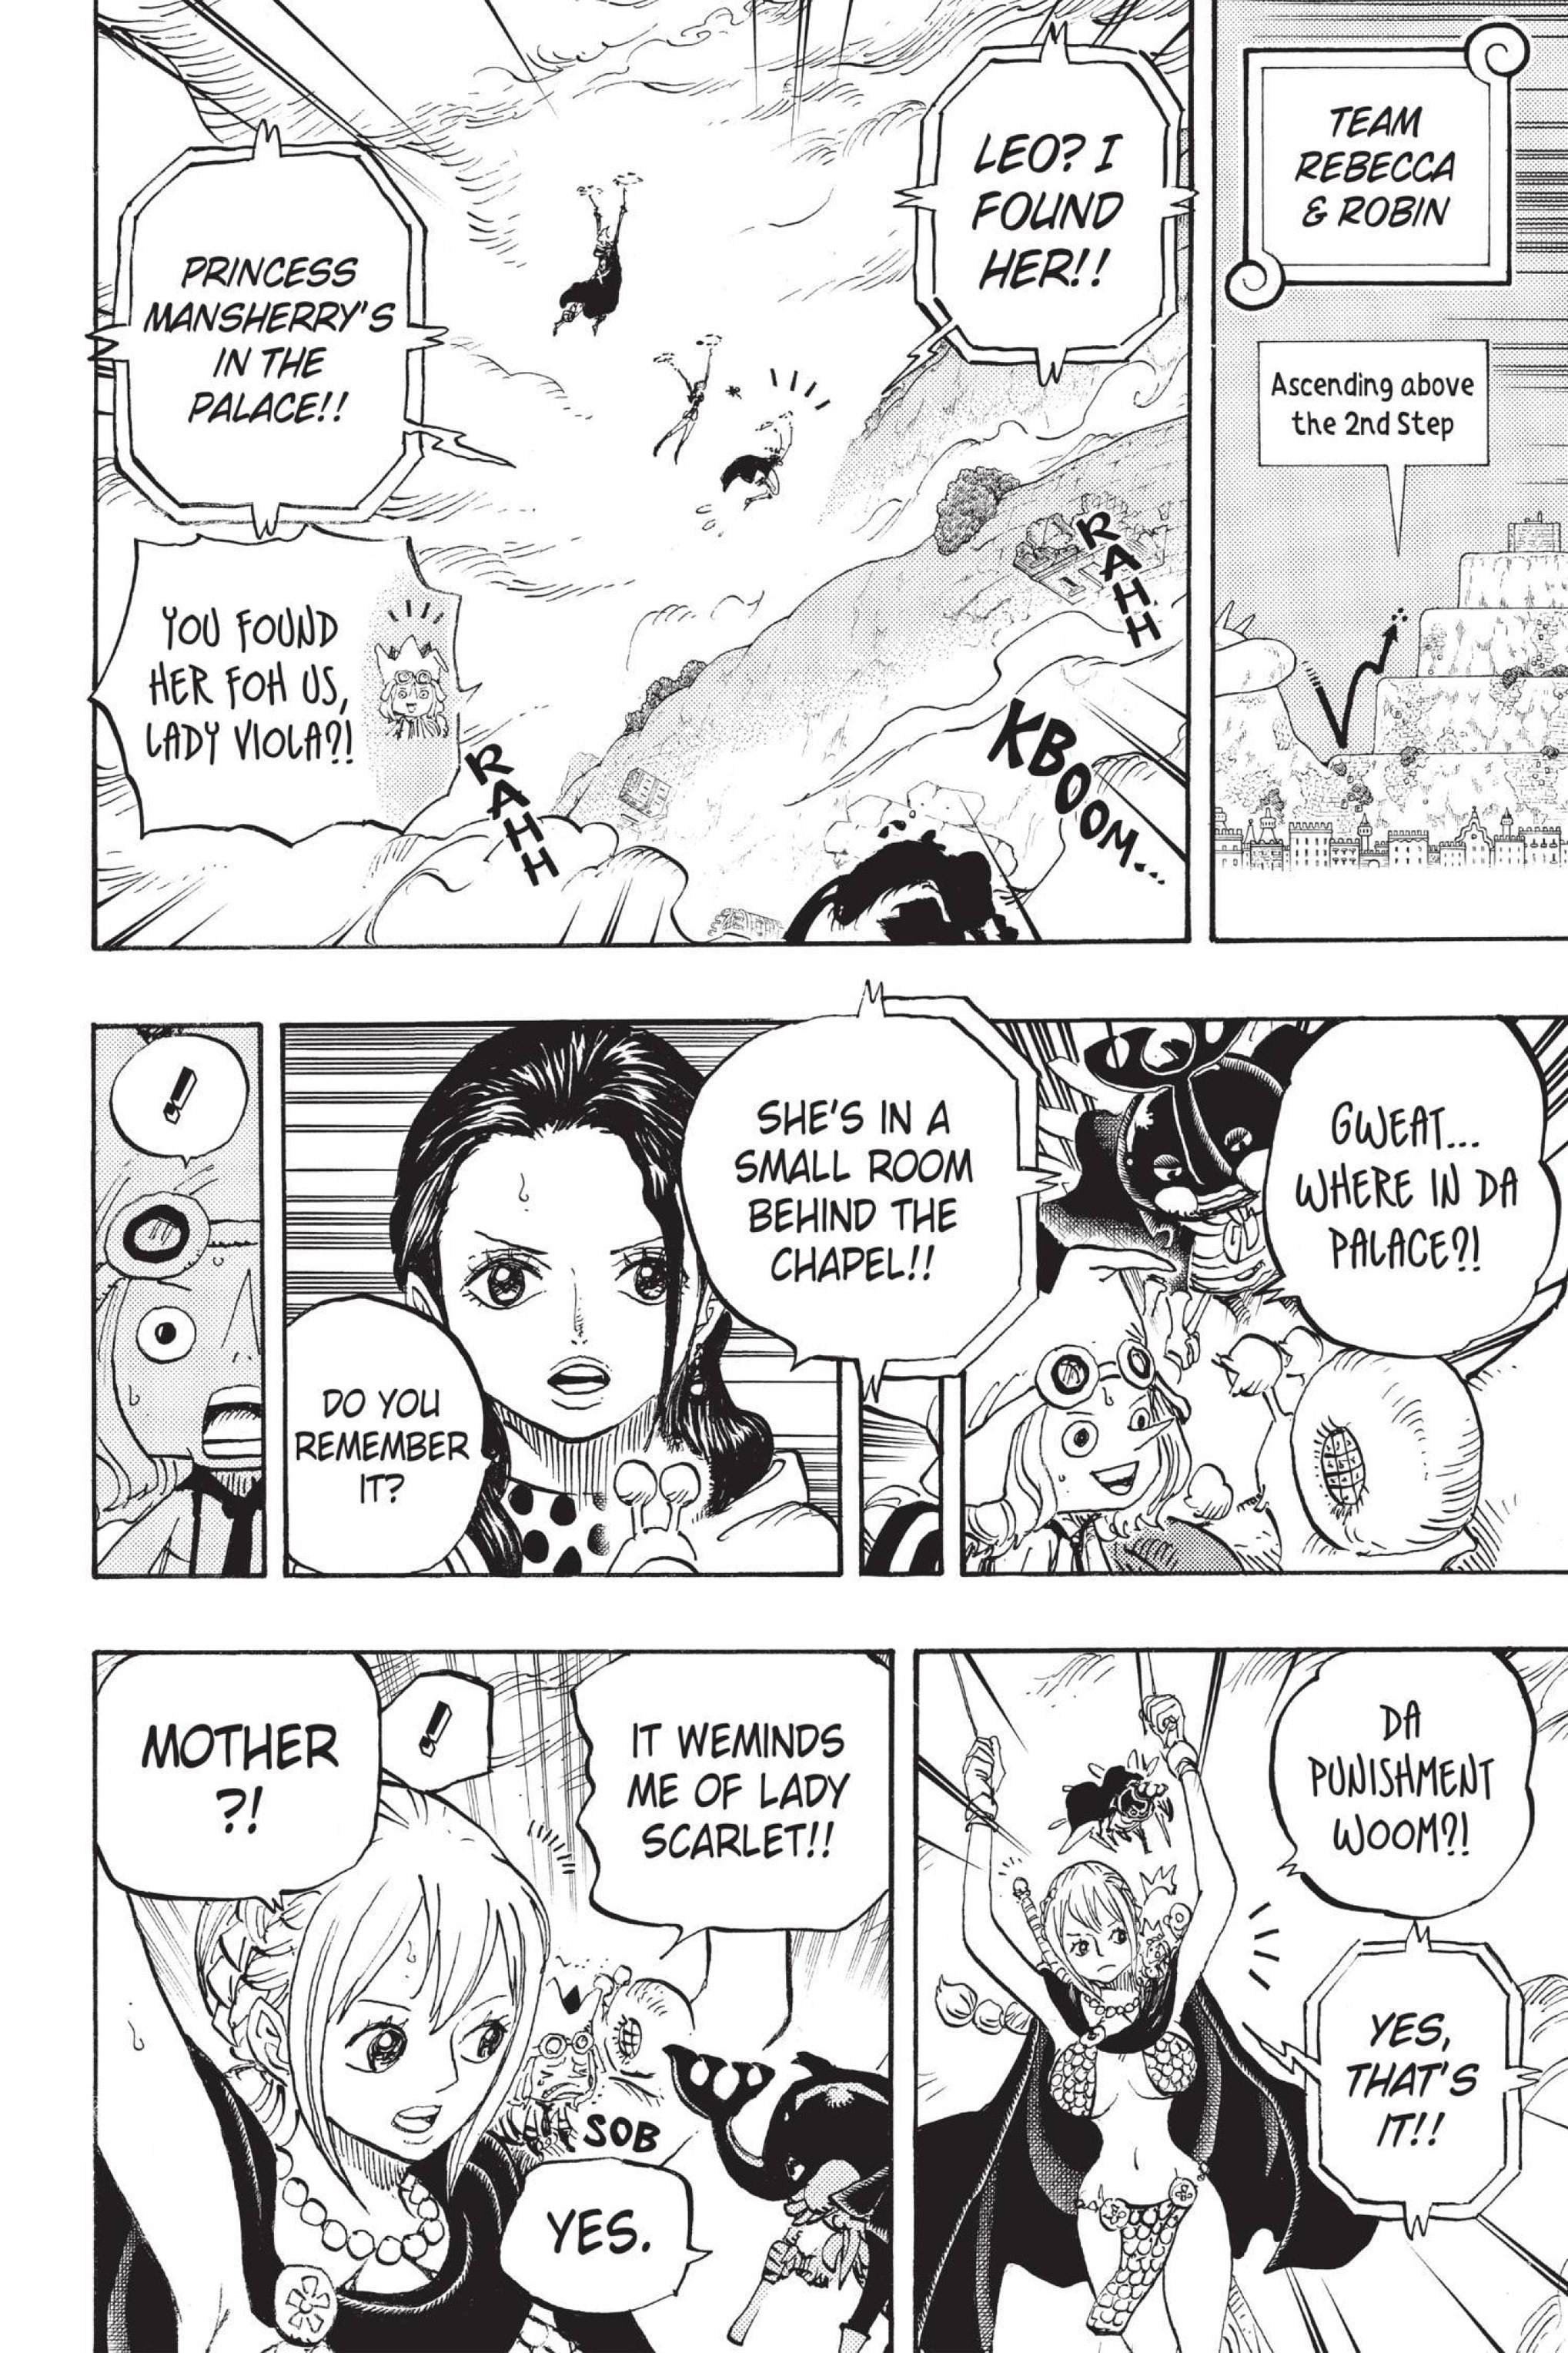 TEAM
REBECCA
& ROBIN
Ascending above
the 2nd Step
LEO? I
FOUND
HER!!
PRINCESS
MANSHERRY'S
IN THE
PALACE!!
YOU FOUND
HER FOH US,
LADY VIOLA?!
RAHH
RAHH
KBOOM...
GWEAT...
WHERE IN DA
PALACE?!
SHE'S IN A
SMALL ROOM
BEHIND THE
CHAPEL!!
DO YOU
REMEMBER
IT?
!
DA
PUNISHMENT
WOOM?!
YES,
THAT'S
IT!!
IT WEMINDS
ME OF LADY
SCARLET!!
!
MOTHER
?!
SOB
YES.